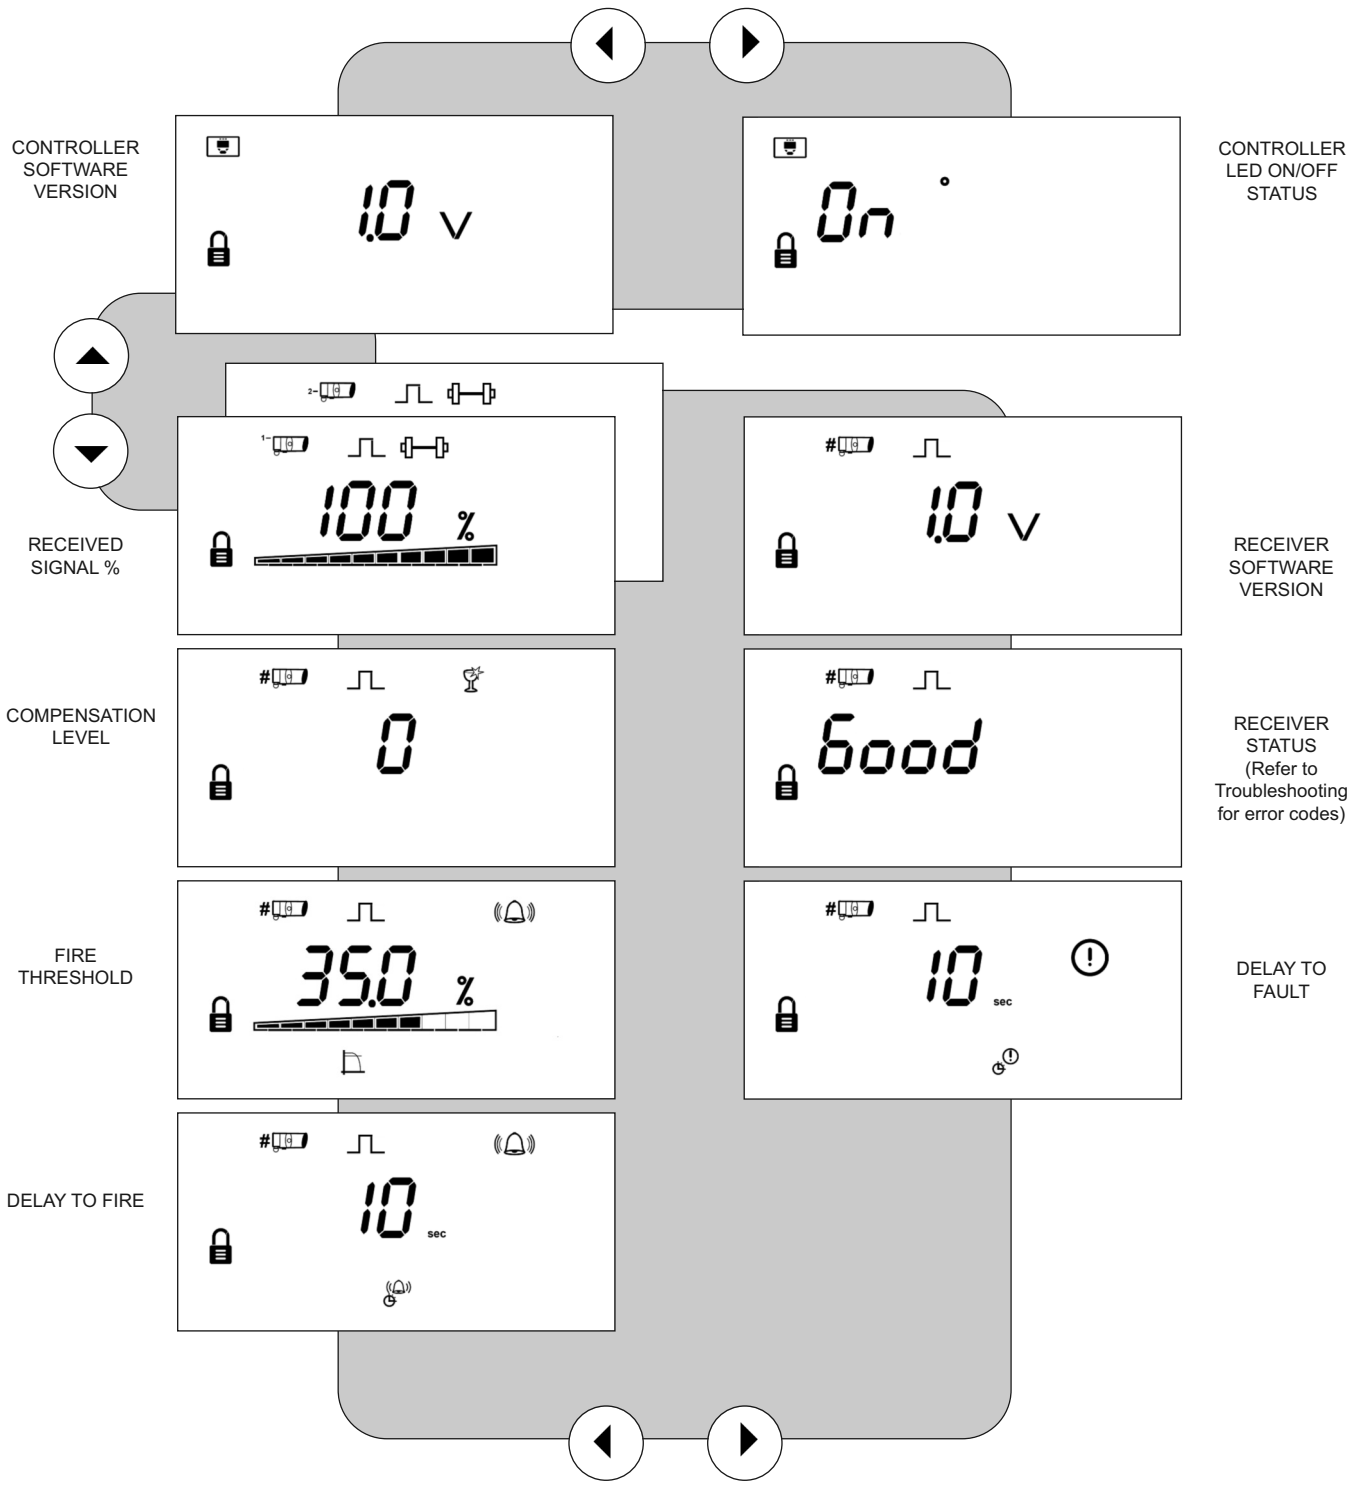 CONTROLLER
SOFTWARE
VERSION
1.0 V
On °
CONTROLLER
LED ON/OFF
STATUS
2-
1-
100 %
RECEIVED
SIGNAL %
#
1.0 V
RECEIVER
SOFTWARE
VERSION
#
0
COMPENSATION
LEVEL
#
Good
RECEIVER
STATUS
(Refer to
Troubleshooting
for error codes)
#
35.0 %
FIRE
THRESHOLD
#
10 sec
DELAY TO
FAULT
#
10 sec
DELAY TO FIRE